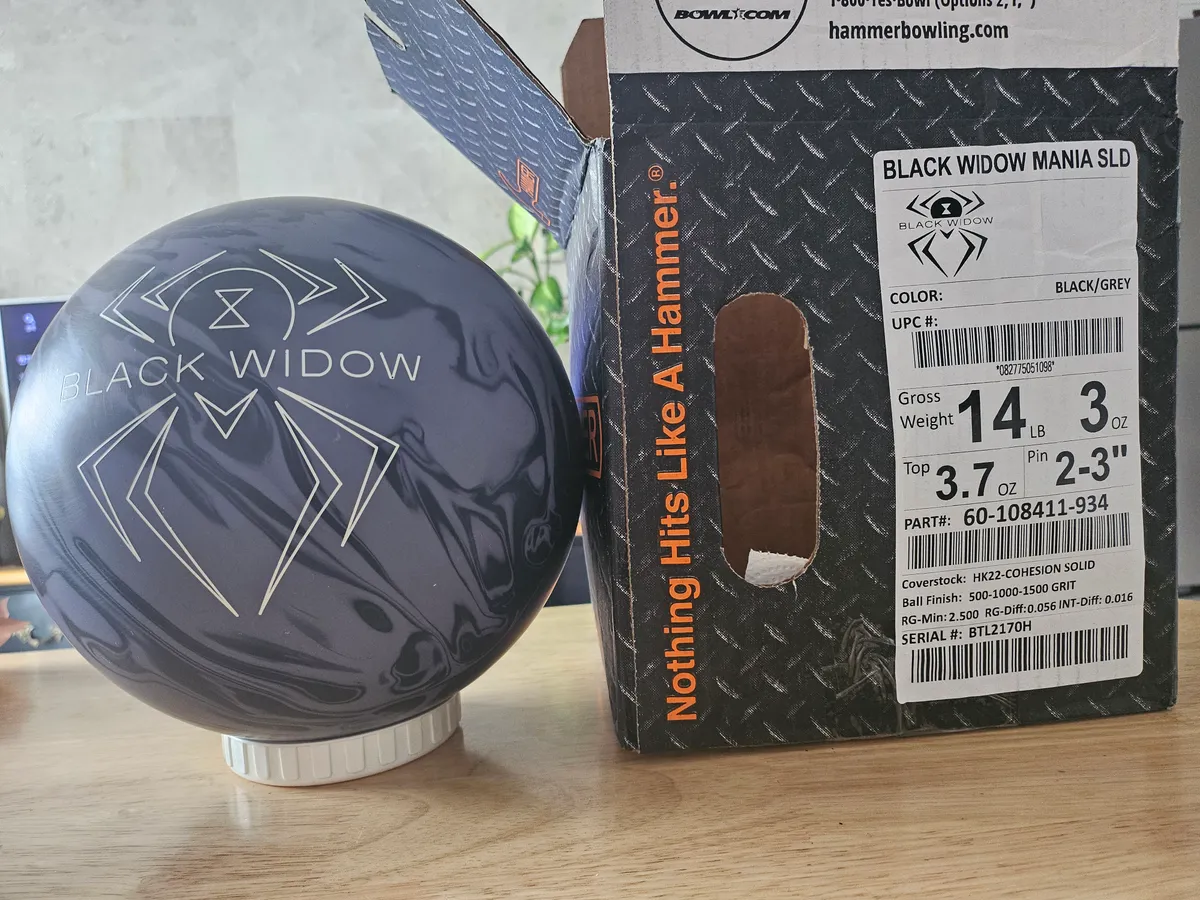 BLACK WIDOW
BOWL.COM
hammerbowling.com
Nothing Hits Like A Hammer.®
BLACK WIDOW MANIA SLD
BLACK WIDOW
COLOR: BLACK/GREY
UPC #:
*082775051098*
Gross Weight 14 LB 3 OZ
Top 3.7 OZ Pin 2-3"
PART#: 60-108411-934
Coverstock: HK22-COHESION SOLID
Ball Finish: 500-1000-1500 GRIT
RG-Min: 2.500 RG-Diff: 0.056 INT-Diff: 0.016
SERIAL #: BTL2170H